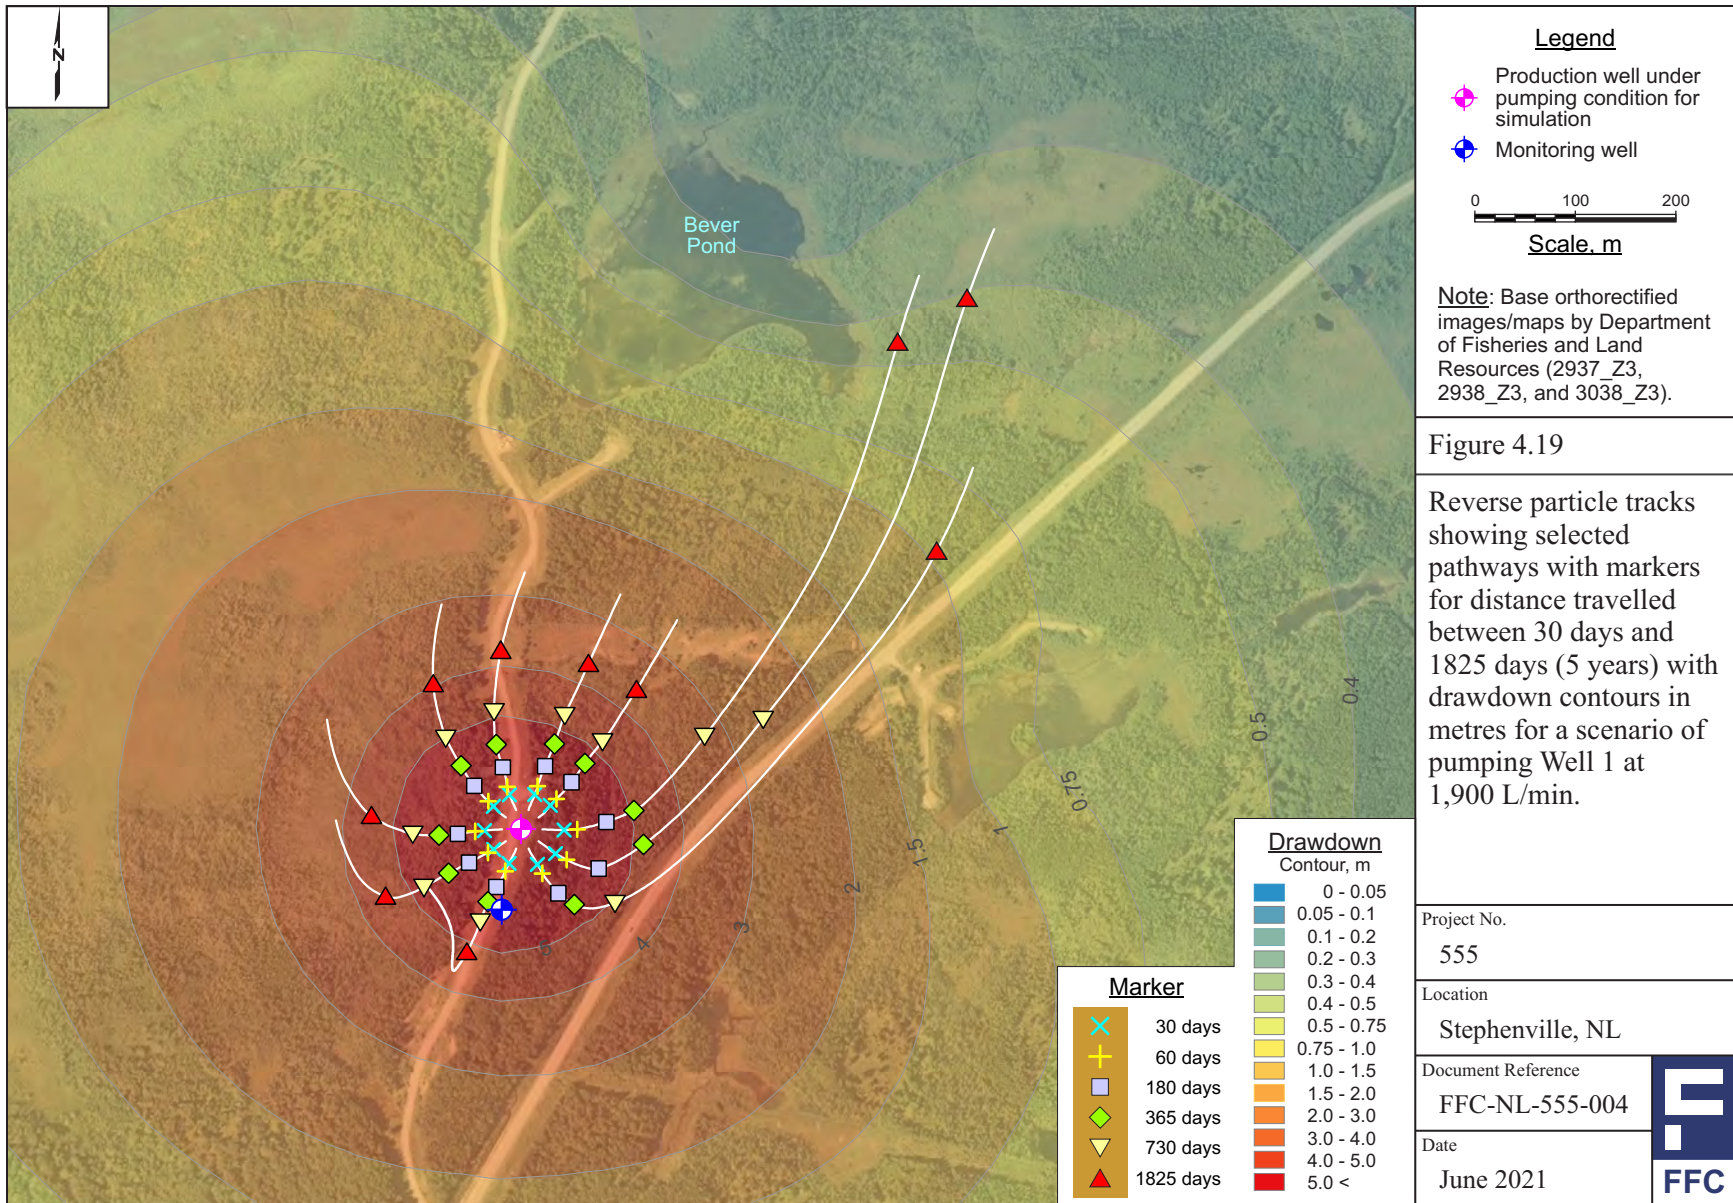 N
Bever
Pond
0.4
0.5
0.75
1
1.5
2
3
4
5
Marker
30 days
60 days
180 days
365 days
730 days
1825 days
Drawdown
Contour, m
0 - 0.05
0.05 - 0.1
0.1 - 0.2
0.2 - 0.3
0.3 - 0.4
0.4 - 0.5
0.5 - 0.75
0.75 - 1.0
1.0 - 1.5
1.5 - 2.0
2.0 - 3.0
3.0 - 4.0
4.0 - 5.0
5.0 <
Legend
Production well under
pumping condition for
simulation
Monitoring well
0 100 200
Scale, m
Note: Base orthorectified
images/maps by Department
of Fisheries and Land
Resources (2937_Z3,
2938_Z3, and 3038_Z3).
Figure 4.19
Reverse particle tracks
showing selected
pathways with markers
for distance travelled
between 30 days and
1825 days (5 years) with
drawdown contours in
metres for a scenario of
pumping Well 1 at
1,900 L/min.
Project No.
555
Location
Stephenville, NL
Document Reference
FFC-NL-555-004
Date
June 2021
FFC